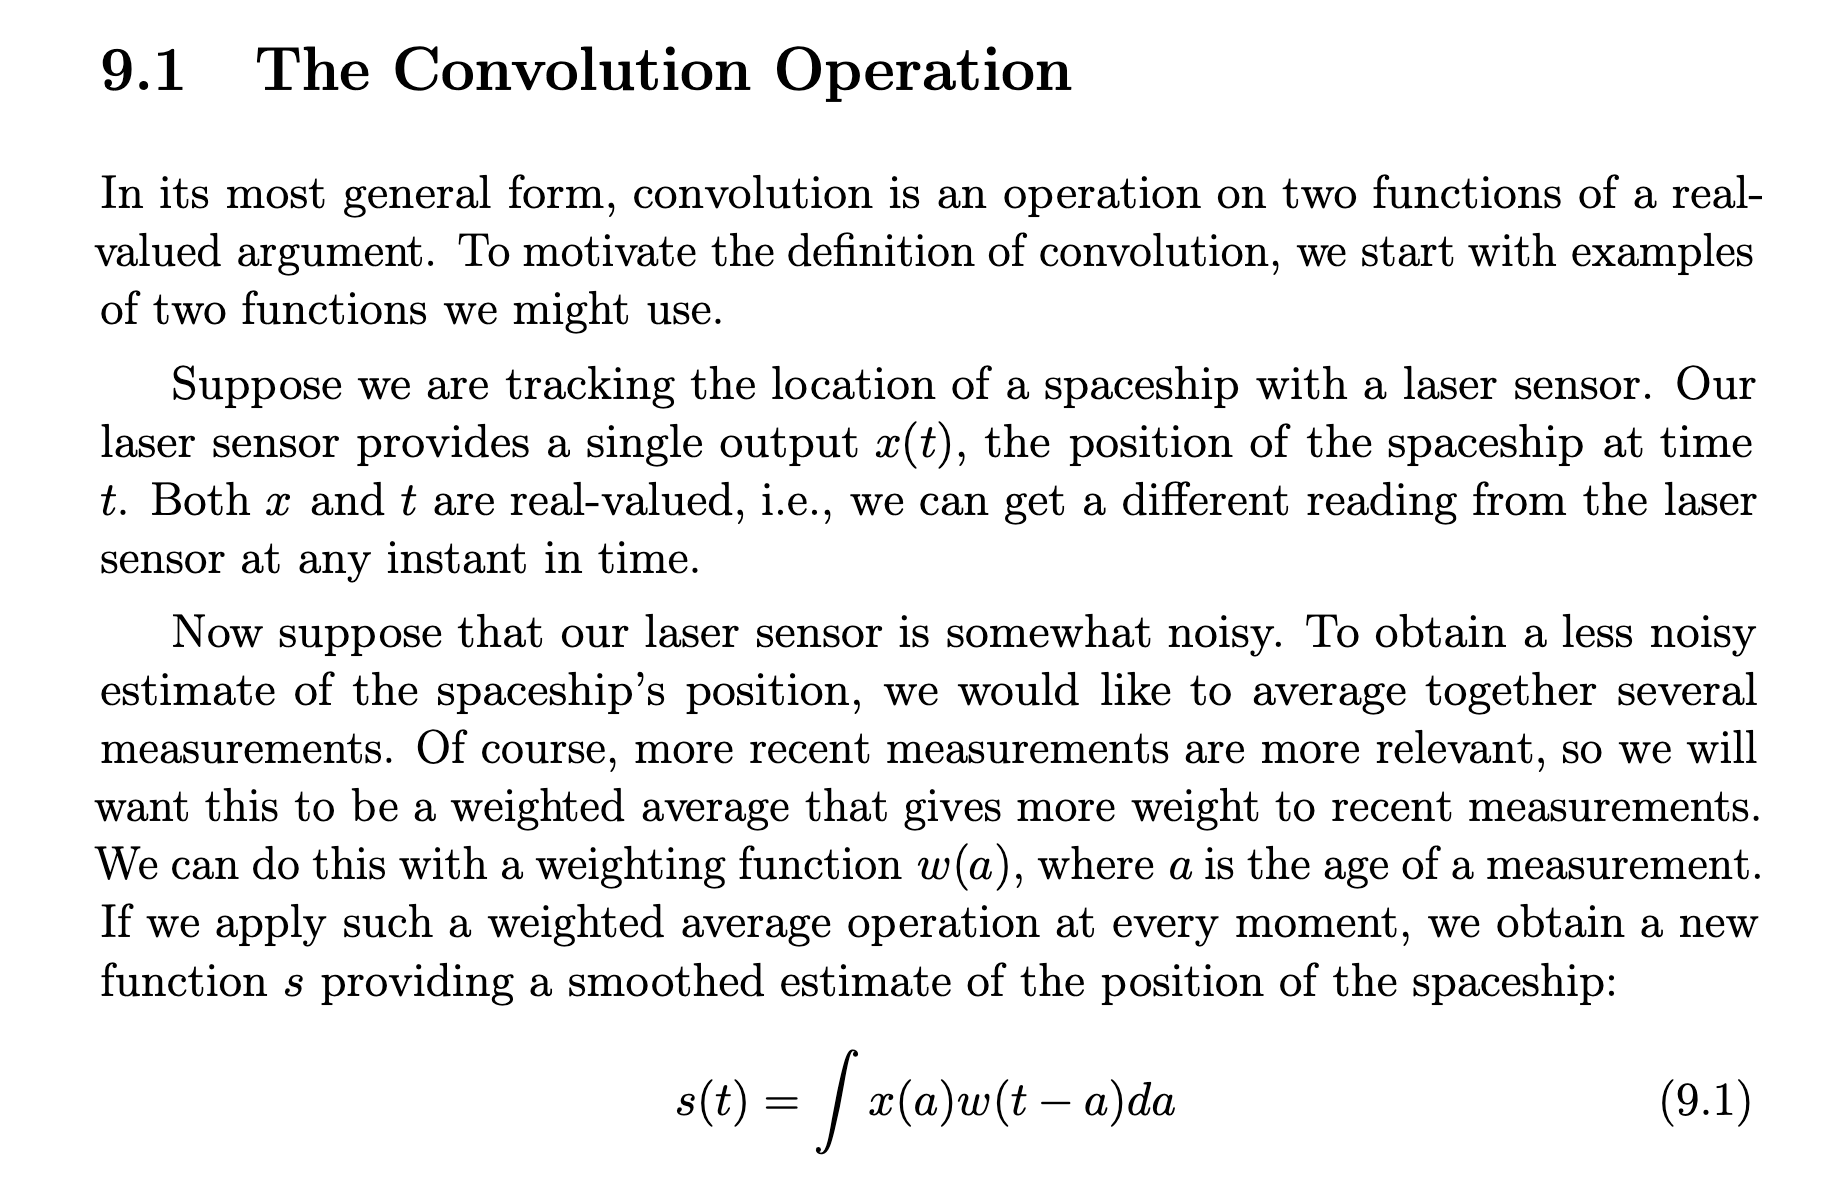 9.1 The Convolution Operation
In its most general form, convolution is an operation on two functions of a real-
valued argument. To motivate the definition of convolution, we start with examples
of two functions we might use.
Suppose we are tracking the location of a spaceship with a laser sensor. Our
laser sensor provides a single output x(t), the position of the spaceship at time
t. Both x and t are real-valued, i.e., we can get a different reading from the laser
sensor at any instant in time.
Now suppose that our laser sensor is somewhat noisy. To obtain a less noisy
estimate of the spaceship’s position, we would like to average together several
measurements. Of course, more recent measurements are more relevant, so we will
want this to be a weighted average that gives more weight to recent measurements.
We can do this with a weighting function w(a), where a is the age of a measurement.
If we apply such a weighted average operation at every moment, we obtain a new
function s providing a smoothed estimate of the position of the spaceship:
s(t) = ∫ x(a)w(t − a)da (9.1)